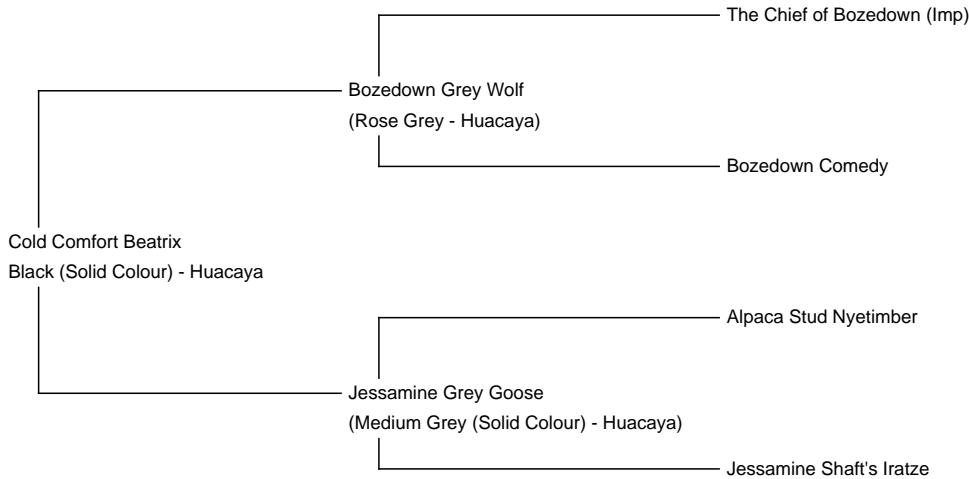 The Chief of Bozedown (Imp)
Bozedown Grey Wolf
(Rose Grey - Huacaya)
Bozedown Comedy
Cold Comfort Beatrix
Black (Solid Colour) - Huacaya
Alpaca Stud Nyetimber
Jessamine Grey Goose
(Medium Grey (Solid Colour) - Huacaya)
Jessamine Shaft's Iratze